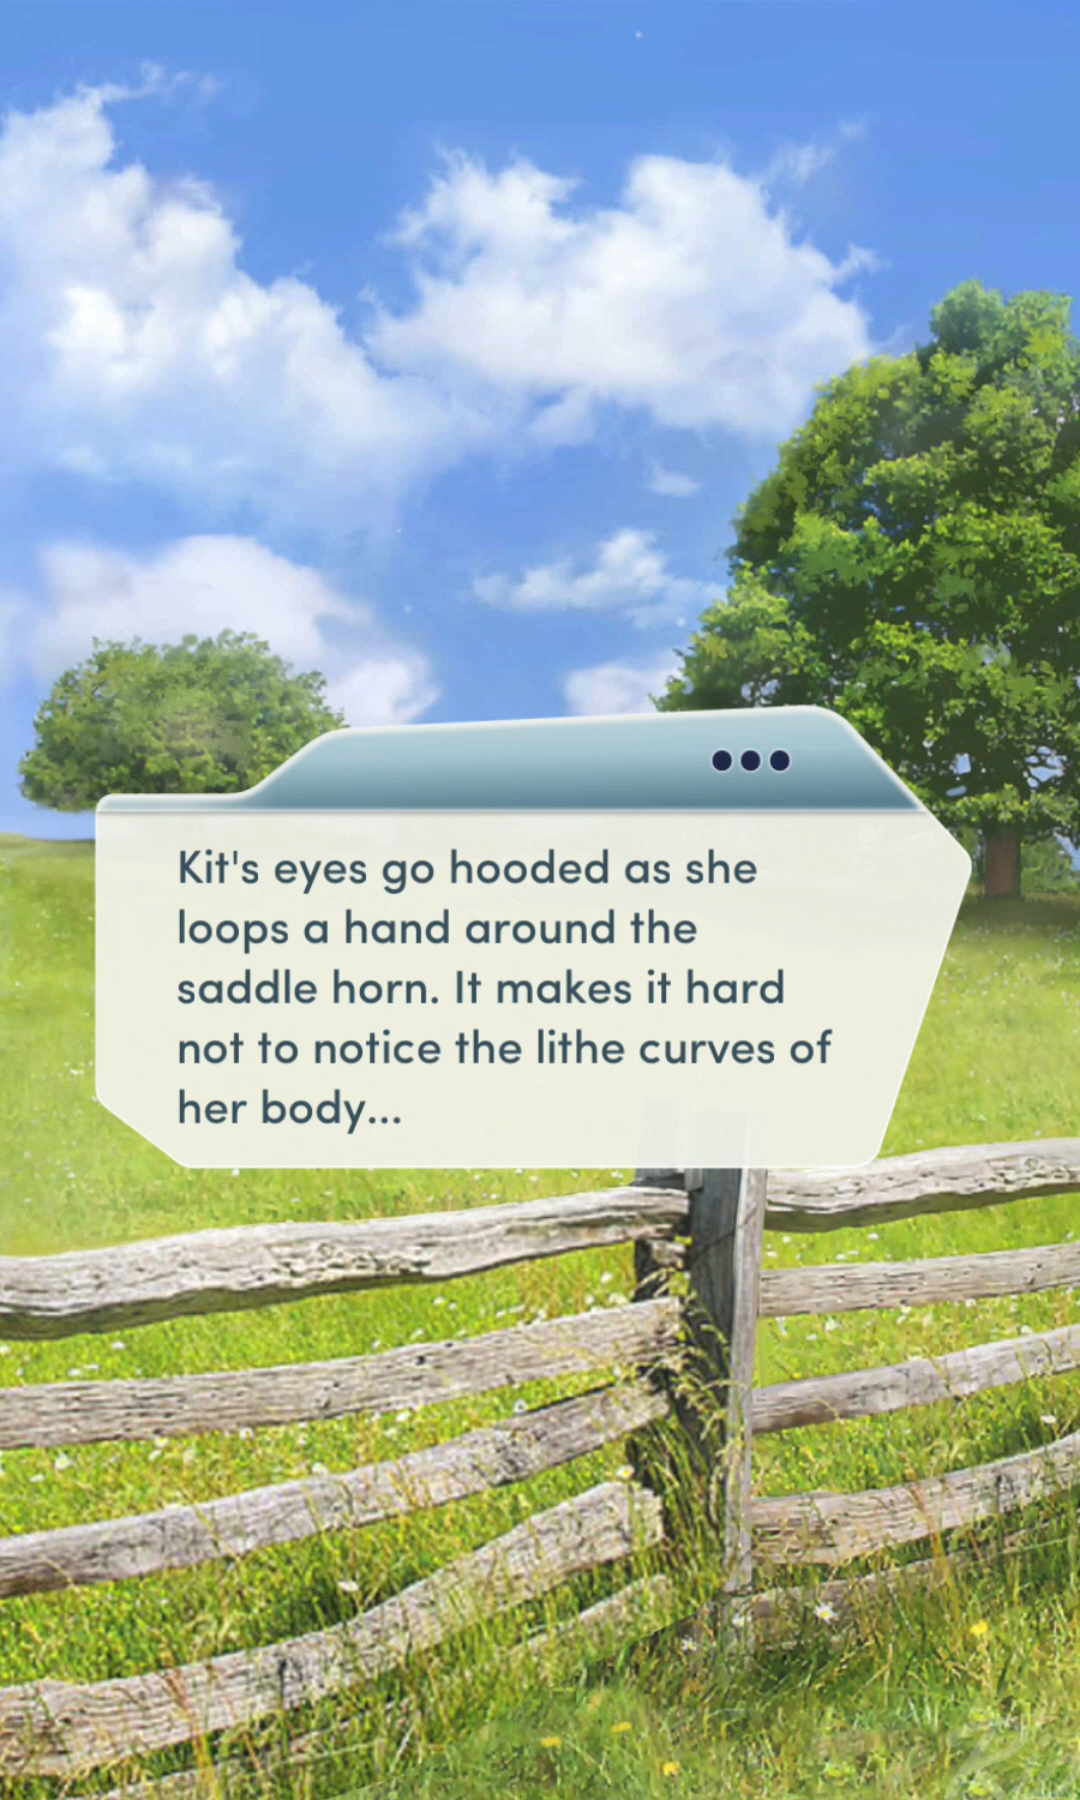 Kit's eyes go hooded as she
loops a hand around the
saddle horn. It makes it hard
not to notice the lithe curves of
her body...